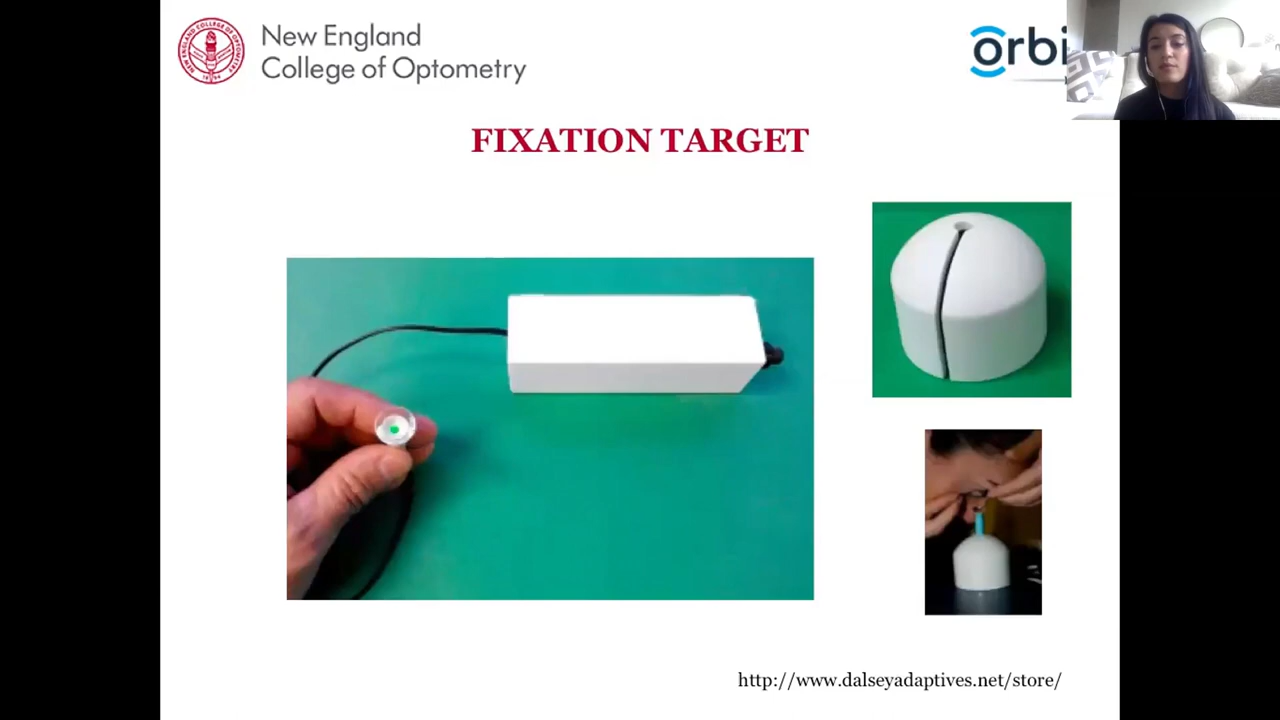 New England
College of Optometry
orbi
FIXATION TARGET
http://www.dalseyadaptives.net/store/